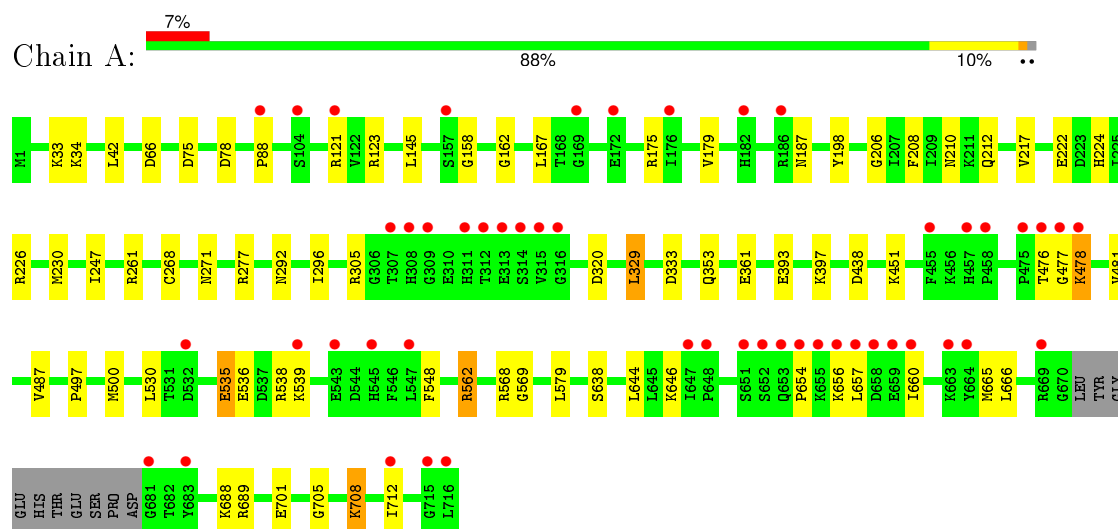 7%
Chain A:
88% 10% ••
M1 K33 K34 L42 D66 D75 D78 P88 S104 R121 V122 R123 L145 S157 G158 G162 L167 T168 G169 E172 R175 I176 V179 H182 R186 N187 Y198 G206 I207 F208 I209 N210 K211 Q212 V217 E222 D223 H224
R226 M230 I247 R261 C268 N271 R277 N292 I296 R305 G306 T307 H308 G309 E310 H311 T312 E313 S314 V315 G316 D320 L329 D333 Q353 E361 E393 K397 D438 K451 F455 K456 H457 P458 P475 T476 G477 K478 V481
V487 P497 M500 L530 T531 D532 E535 E536 D537 R538 K539 E543 D544 H545 F546 L547 F548 R562 R568 G569 L579 S638 L644 L645 K646 I647 P648 S651 S652 Q653 P654 K655 K656 L657 D658 E659 I660 K663 Y664 M665 L666 R669 G670 LEU TYR GLY
GLU HIS THR GLU SER PRO ASP G681 T682 Y683 K688 R689 E701 G705 K708 I712 G715 L716